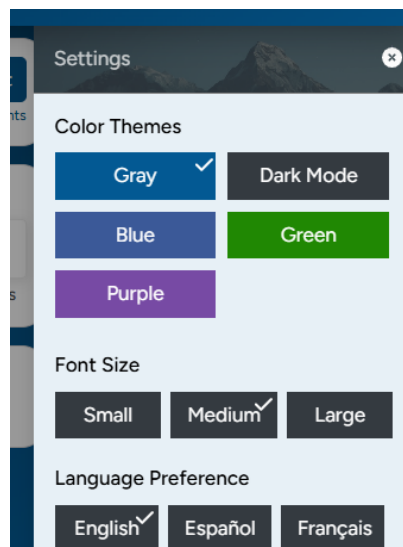 Settings
Color Themes
Gray
Dark Mode
Blue
Green
Purple
Font Size
Small
Medium
Large
Language Preference
English
Español
Français